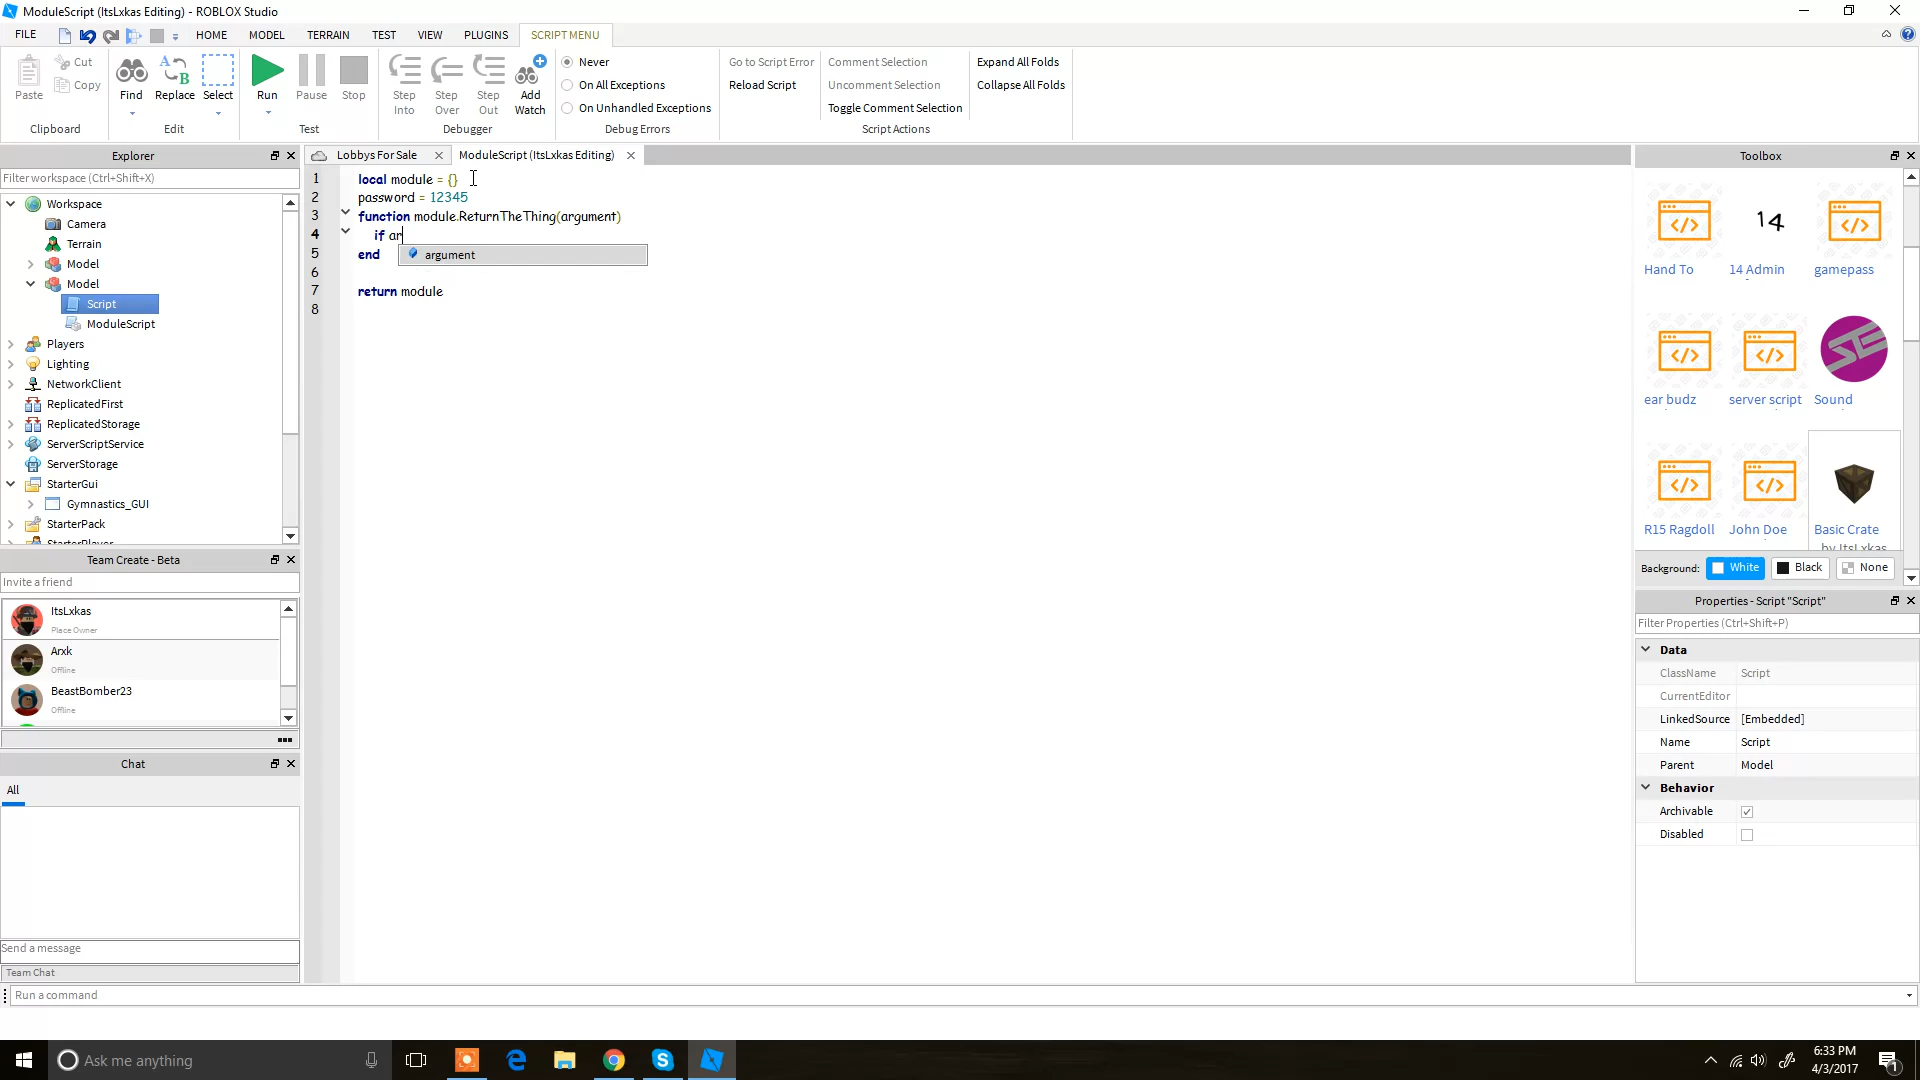 ModuleScript (ItsLxkas Editing) - ROBLOX Studio
FILE HOME MODEL TERRAIN TEST VIEW PLUGINS SCRIPT MENU
Paste Cut Copy
Clipboard
Find Replace Select
Edit
Run Pause Stop
Test
Step Into Step Over Step Out Add Watch
Debugger
Never
On All Exceptions
On Unhandled Exceptions
Debug Errors
Go to Script Error
Reload Script
Comment Selection
Uncomment Selection
Toggle Comment Selection
Script Actions
Expand All Folds
Collapse All Folds
Explorer
Filter workspace (Ctrl+Shift+X)
Workspace
Camera
Terrain
Model
Model
Script
ModuleScript
Players
Lighting
NetworkClient
ReplicatedFirst
ReplicatedStorage
ServerScriptService
ServerStorage
StarterGui
Gymnastics_GUI
StarterPack
StarterPlayer
Team Create - Beta
Invite a friend
ItsLxkas
Place Owner
Arxk
Offline
BeastBomber23
Offline
Chat
All
Send a message
Team Chat
Run a command
Lobbys For Sale
ModuleScript (ItsLxkas Editing)
1 local module = {}
2 password = 12345
3 function module.ReturnTheThing(argument)
4 if ar
5 end
argument
6
7 return module
8
Toolbox
14
Hand To 14 Admin gamepass
ear budz server script Sound
R15 Ragdoll John Doe Basic Crate
by ItsLxkas
Background: White Black None
Properties - Script "Script"
Filter Properties (Ctrl+Shift+P)
Data
ClassName Script
CurrentEditor
LinkedSource [Embedded]
Name Script
Parent Model
Behavior
Archivable
Disabled
Ask me anything
6:33 PM
4/3/2017
1